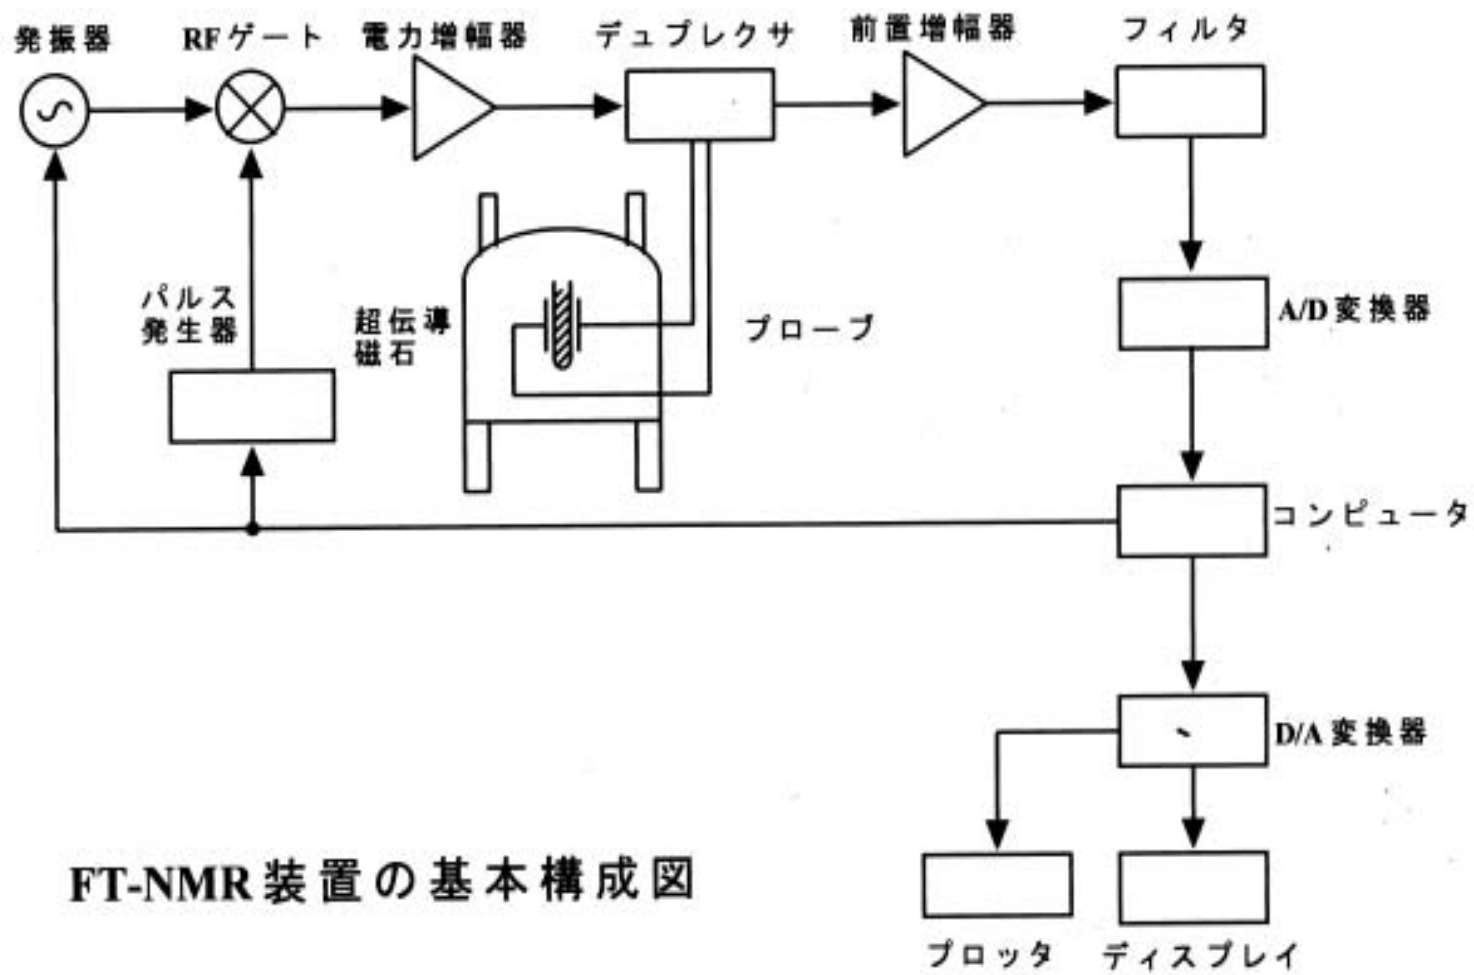 発振器
RFゲート
電力増幅器
デュプレクサ
前置増幅器
フィルタ
パルス
発生器
超伝導
磁石
プローブ
A/D変換器
コンピュータ
D/A変換器
FT-NMR装置の基本構成図
プロッタ
ディスプレイ